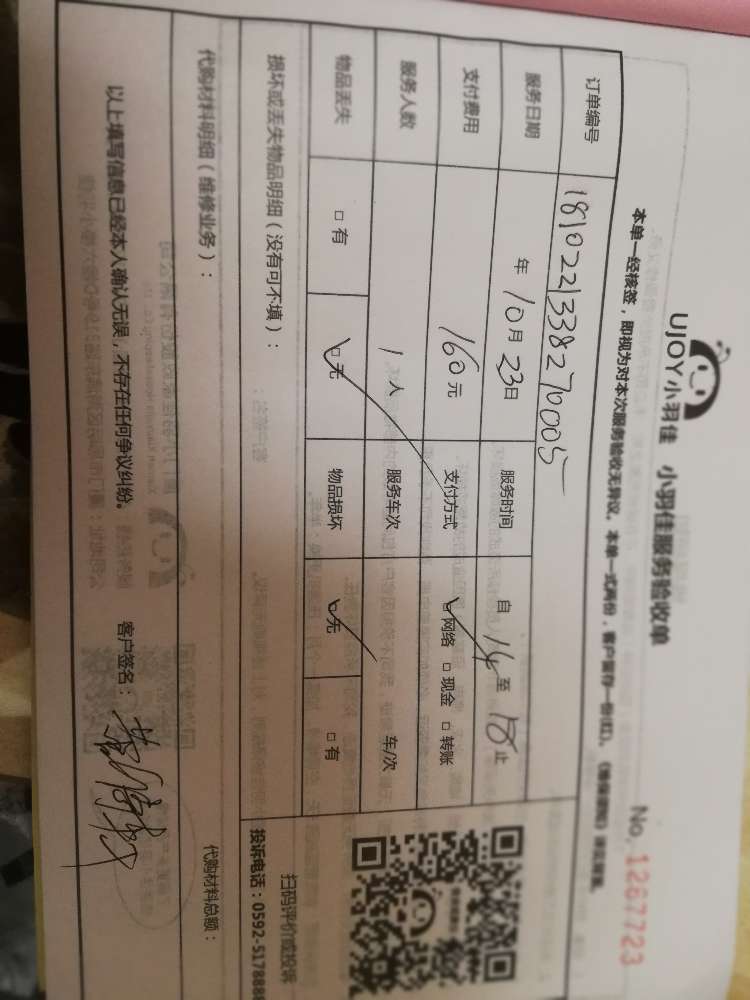 UJOY小羽佳 小羽佳服务验收单
No. 1267723
本单一经核签，即视为对本次服务验收无异议。本单一式两份，客户留存一份(红)。
订单编号 1810221338270005
服务日期 年 10月 23日 服务时间 自 14 至 18 止
支付费用 160元 支付方式 □网络 □现金 □转账
服务人数 1人 服务车次 车/次
物品丢失 □有 □无 物品损坏 □无 □有
损坏或丢失物品明细（没有可不填）：
扫码评价或投诉
投诉电话：0592-5178888
代购材料明细（维修业务）：
代购材料总额：
以上填写信息已经本人确认无误，不存在任何争议纠纷。 客户签名：